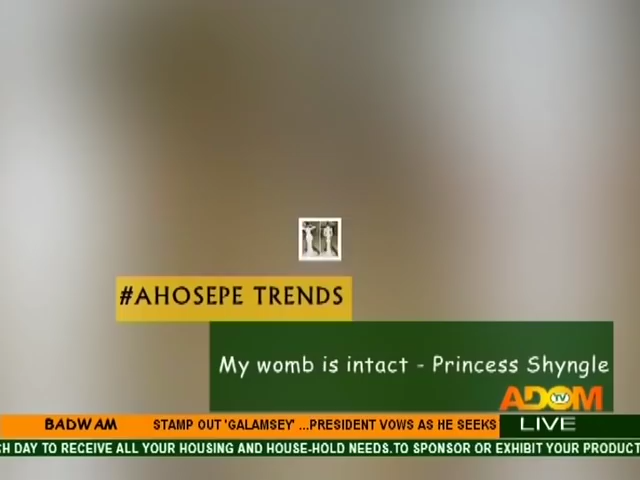 #AHOSEPE TRENDS
My womb is intact - Princess Shyngle
ADOM TV
BADWAM STAMP OUT 'GALAMSEY' ...PRESIDENT VOWS AS HE SEEKS LIVE
CH DAY TO RECEIVE ALL YOUR HOUSING AND HOUSE-HOLD NEEDS.TO SPONSOR OR EXHIBIT YOUR PRODUCT